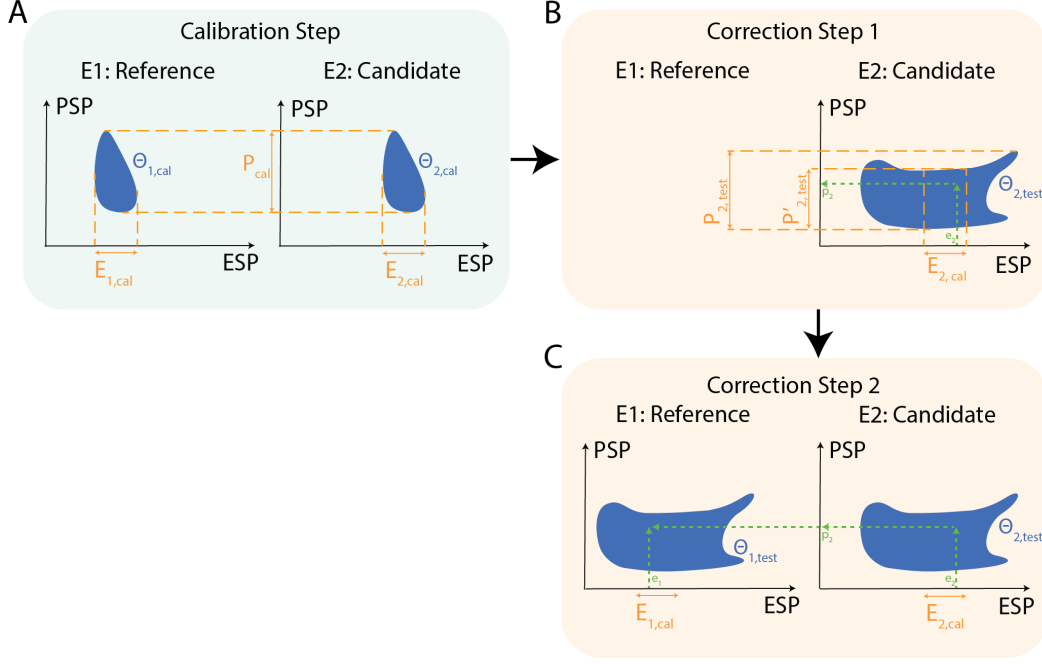 A
Calibration Step
E1: Reference
E2: Candidate
PSP
PSP
Θ1,cal
Pcal
Θ2,cal
ESP
ESP
E1,cal
E2,cal
B
Correction Step 1
E1: Reference
E2: Candidate
PSP
P2,test
P′2,test
p2
Θ2,test
e2
ESP
E2, cal
C
Correction Step 2
E1: Reference
E2: Candidate
PSP
PSP
Θ1,test
p2
Θ2,test
e1
e2
ESP
ESP
E1,cal
E2,cal